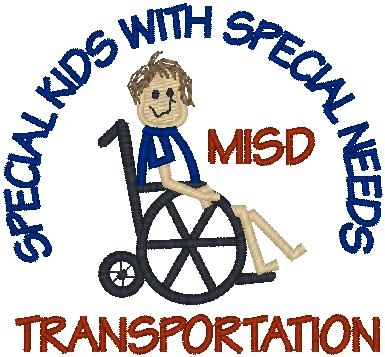 SPECIAL KIDS WITH SPECIAL NEEDS
MISD
TRANSPORTATION